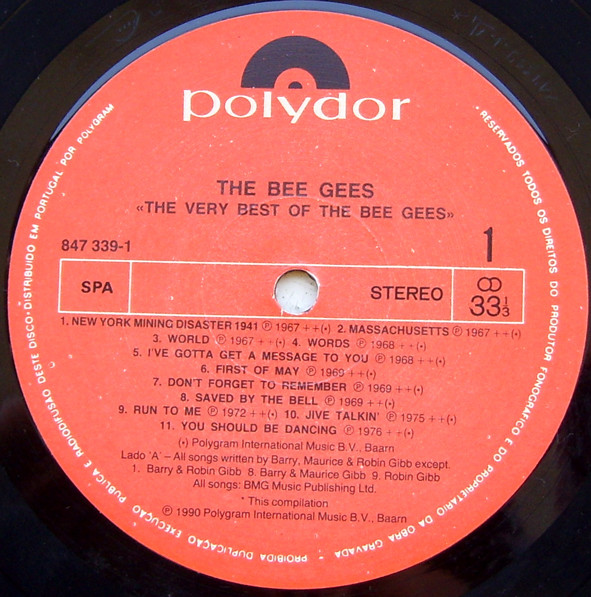 polydor
THE BEE GEES
«THE VERY BEST OF THE BEE GEES»
847 339-1
1
SPA
STEREO
33 1/3
1. NEW YORK MINING DISASTER 1941 ℗ 1967 ++(•) 2. MASSACHUSETTS ℗ 1967 ++(•)
3. WORLD ℗ 1967 ++(•) 4. WORDS ℗ 1968 ++(•)
5. I'VE GOTTA GET A MESSAGE TO YOU ℗ 1968 ++(•)
6. FIRST OF MAY ℗ 1969 ++(•)
7. DON'T FORGET TO REMEMBER ℗ 1969 ++(•)
8. SAVED BY THE BELL ℗ 1969 ++(•)
9. RUN TO ME ℗ 1972 ++(•) 10. JIVE TALKIN' ℗ 1975 ++(•)
11. YOU SHOULD BE DANCING ℗ 1976 ++(•)
(•) Polygram International Music B.V., Baarn
Lado 'A' – All songs written by Barry, Maurice & Robin Gibb except.
1. Barry & Robin Gibb 8. Barry & Maurice Gibb 9. Robin Gibb
All songs: BMG Music Publishing Ltd.
* This compilation
℗ 1990 Polygram International Music B.V., Baarn
RESERVADOS TODOS OS DIREITOS DO PRODUTOR FONOGRÁFICO E DO PROPRIETÁRIO DA OBRA GRAVADA - PROIBIDA DUPLICAÇÃO EXECUÇÃO PÚBLICA E RADIODIFUSÃO DESTE DISCO·DISTRIBUIDO EM PORTUGAL POR POLYGRAM